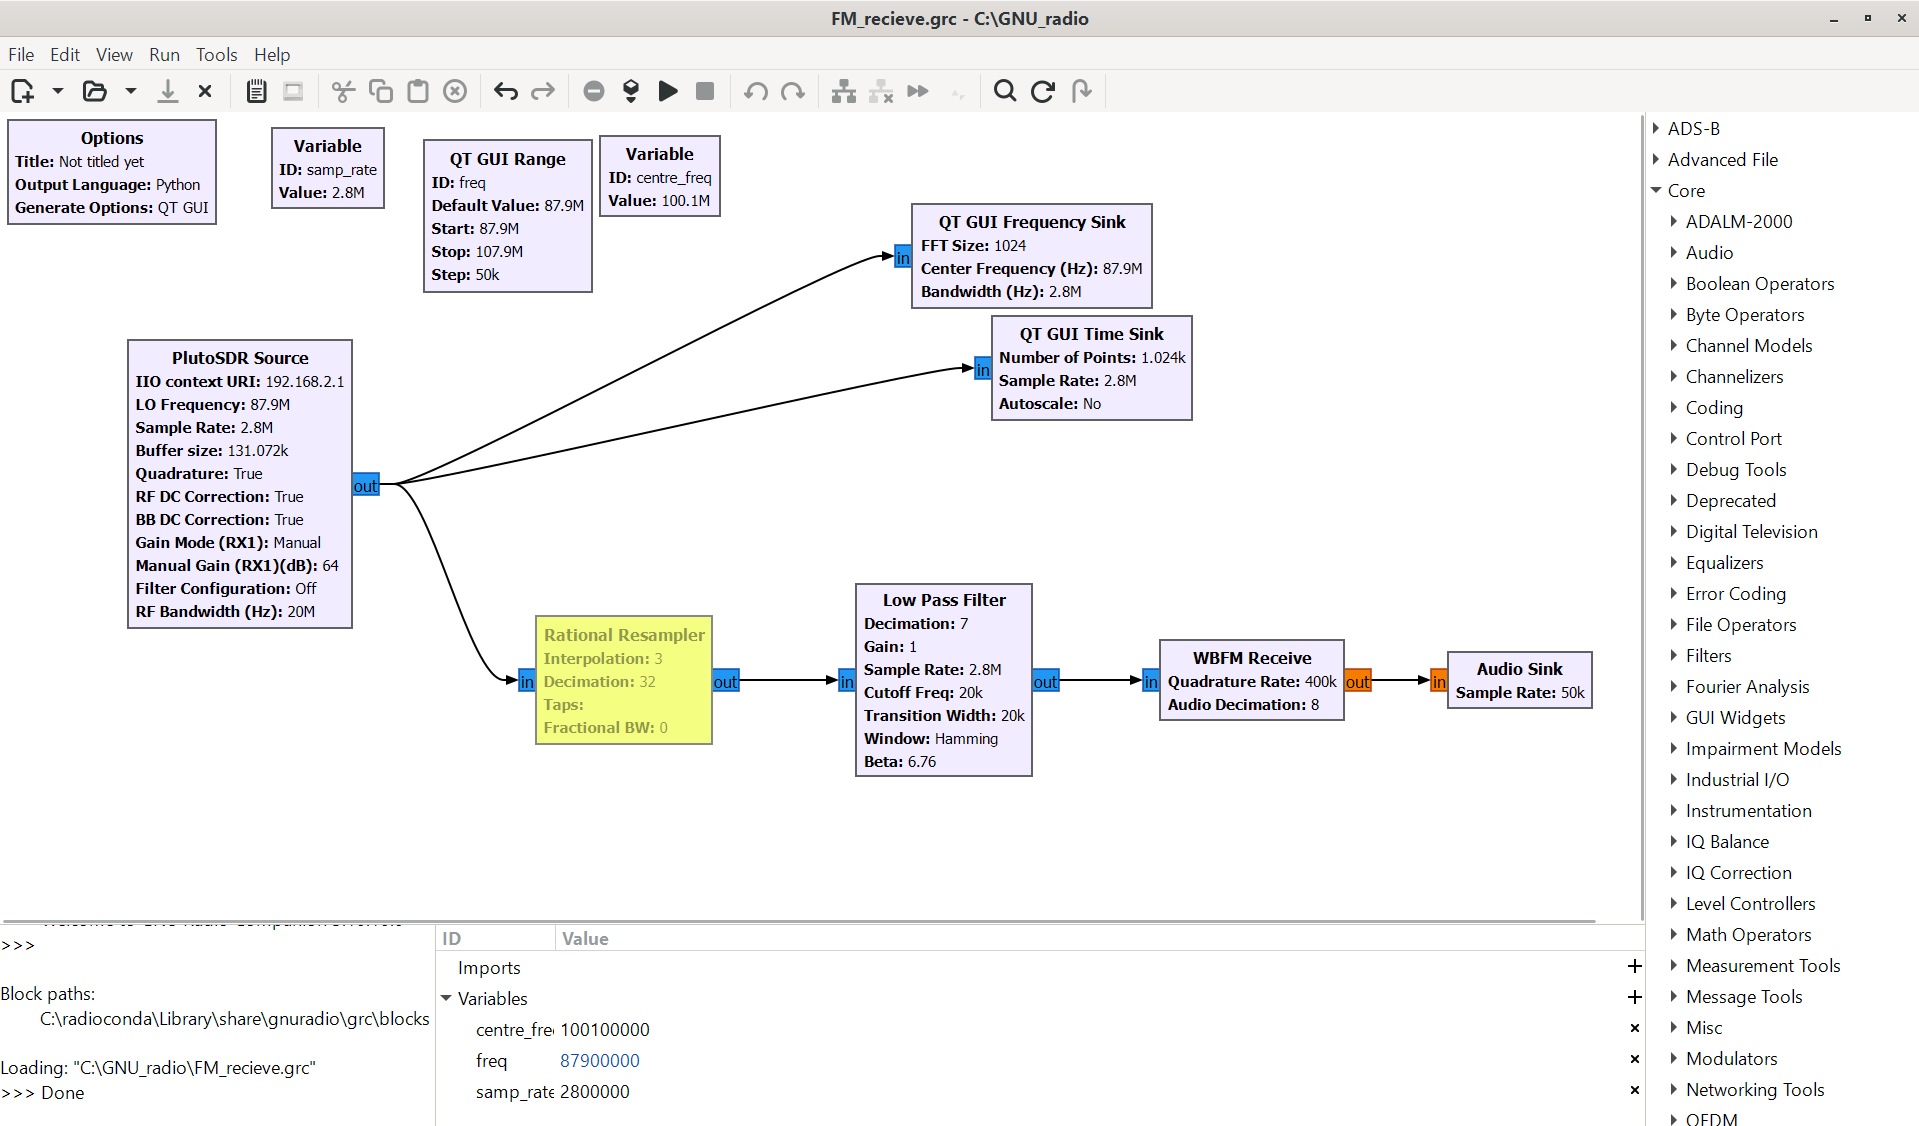 FM_recieve.grc - C:\GNU_radio
File Edit View Run Tools Help
Options
Title: Not titled yet
Output Language: Python
Generate Options: QT GUI
Variable
ID: samp_rate
Value: 2.8M
QT GUI Range
ID: freq
Default Value: 87.9M
Start: 87.9M
Stop: 107.9M
Step: 50k
Variable
ID: centre_freq
Value: 100.1M
QT GUI Frequency Sink
FFT Size: 1024
Center Frequency (Hz): 87.9M
Bandwidth (Hz): 2.8M
in
QT GUI Time Sink
Number of Points: 1.024k
Sample Rate: 2.8M
Autoscale: No
in
PlutoSDR Source
IIO context URI: 192.168.2.1
LO Frequency: 87.9M
Sample Rate: 2.8M
Buffer size: 131.072k
Quadrature: True
RF DC Correction: True
BB DC Correction: True
Gain Mode (RX1): Manual
Manual Gain (RX1)(dB): 64
Filter Configuration: Off
RF Bandwidth (Hz): 20M
out
in
Rational Resampler
Interpolation: 3
Decimation: 32
Taps:
Fractional BW: 0
out
in
Low Pass Filter
Decimation: 7
Gain: 1
Sample Rate: 2.8M
Cutoff Freq: 20k
Transition Width: 20k
Window: Hamming
Beta: 6.76
out
in
WBFM Receive
Quadrature Rate: 400k
Audio Decimation: 8
out
in
Audio Sink
Sample Rate: 50k
ADS-B
Advanced File
Core
ADALM-2000
Audio
Boolean Operators
Byte Operators
Channel Models
Channelizers
Coding
Control Port
Debug Tools
Deprecated
Digital Television
Equalizers
Error Coding
File Operators
Filters
Fourier Analysis
GUI Widgets
Impairment Models
Industrial I/O
Instrumentation
IQ Balance
IQ Correction
Level Controllers
Math Operators
Measurement Tools
Message Tools
Misc
Modulators
Networking Tools
OFDM
>>>
Block paths:
C:\radioconda\Library\share\gnuradio\grc\blocks
Loading: "C:\GNU_radio\FM_recieve.grc"
>>> Done
ID Value
Imports
Variables
centre_fre 100100000
freq 87900000
samp_rate 2800000